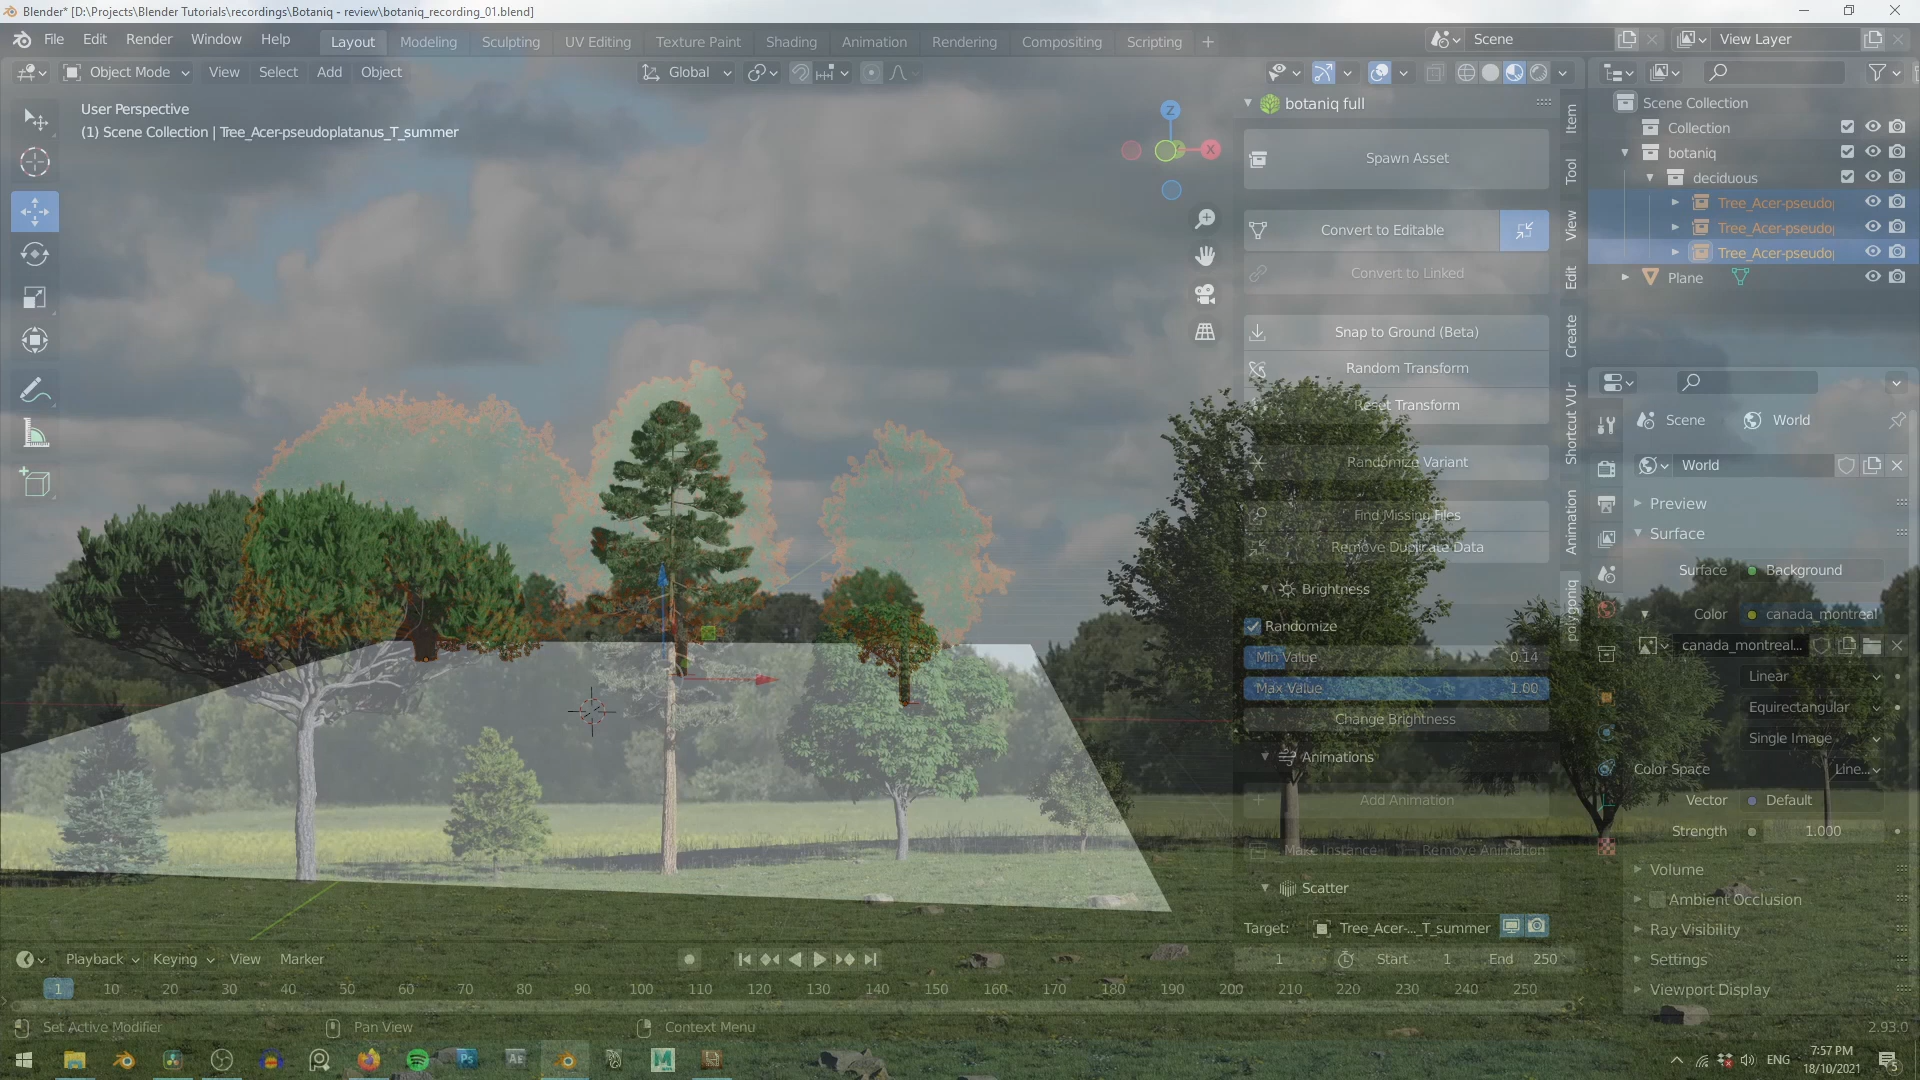 Blender* [D:\Projects\Blender Tutorials\recordings\Botaniq - review\botaniq_recording_01.blend]
File Edit Render Window Help Layout Modeling Sculpting UV Editing Texture Paint Shading Animation Rendering Compositing Scripting + Scene View Layer
Object Mode View Select Add Object Global
User Perspective
(1) Scene Collection | Tree_Acer-pseudoplatanus_T_summer
Z
X
botaniq full
Spawn Asset
Convert to Editable
Convert to Linked
Snap to Ground (Beta)
Random Transform
Reset Transform
Randomize Variant
Find Missing Files
Remove Duplicate Data
Brightness
Randomize
Min Value 0.14
Max Value 1.00
Change Brightness
Animations
Add Animation
Make Instance Remove Animation
Scatter
Target: Tree_Acer-..._T_summer
Item
Tool
View
Edit
Create
Shortcut VUr
Animation
polygoniq
Scene Collection
Collection
botaniq
deciduous
Tree_Acer-pseudo
Tree_Acer-pseudo
Tree_Acer-pseudo
Plane
Scene World
World
Preview
Surface
Surface Background
Color canada_montreal
canada_montreal...
Linear
Equirectangular
Single Image
Color Space Line...
Vector Default
Strength 1.000
Volume
Ambient Occlusion
Ray Visibility
Settings
Viewport Display
Playback Keying View Marker 1 Start 1 End 250
1 10 20 30 40 50 60 70 80 90 100 110 120 130 140 150 160 170 180 190 200 210 220 230 240 250
Set Active Modifier Pan View Context Menu 2.93.0
Ps Ae M ENG 7:57 PM
18/10/2021 5